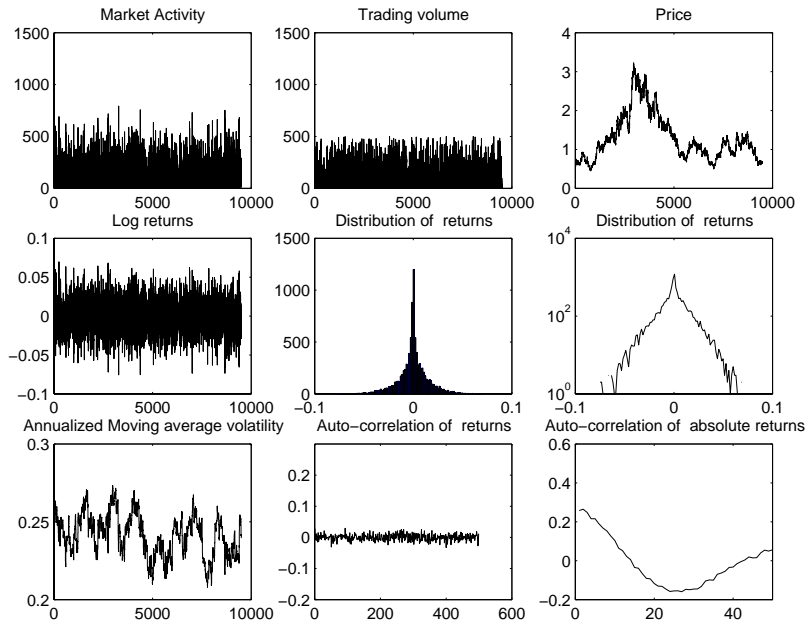 Market Activity
1500
1000
500
0
0 5000 10000
Trading volume
1500
1000
500
0
0 5000 10000
Price
4
3
2
1
0
0 5000 10000
Log returns
0.1
0.05
0
−0.05
−0.1
0 5000 10000
Distribution of returns
1500
1000
500
0
−0.1 0 0.1
Distribution of returns
10^4
10^2
10^0
−0.1 0 0.1
Annualized Moving average volatility
0.3
0.25
0.2
0 5000 10000
Auto−correlation of returns
0.2
0.1
0
−0.1
−0.2
0 200 400 600
Auto−correlation of absolute returns
0.6
0.4
0.2
0
−0.2
0 20 40